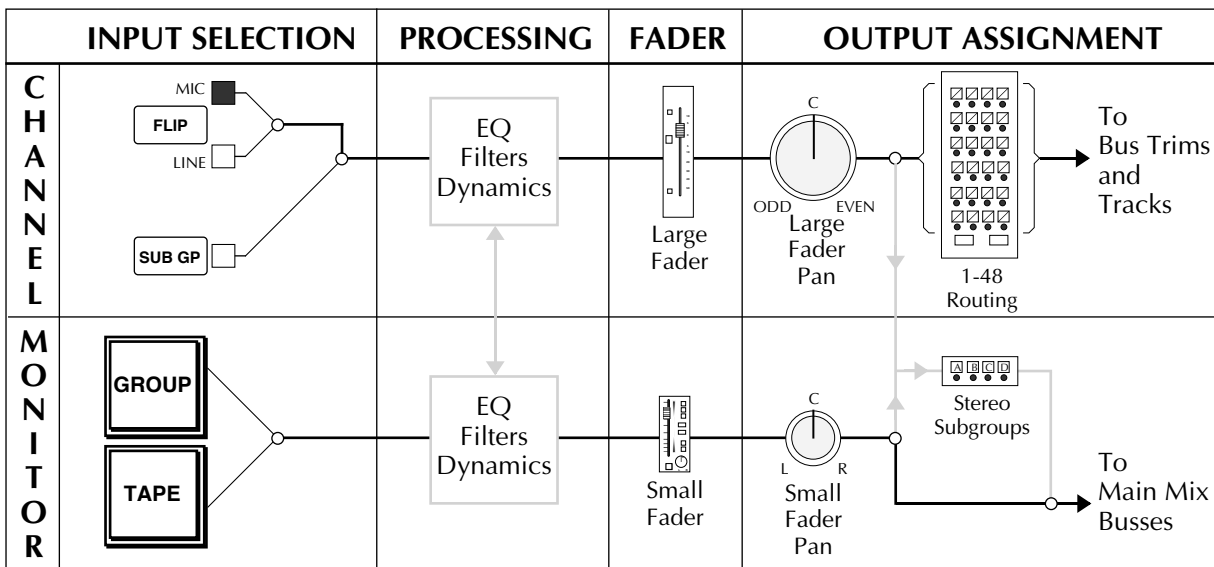 INPUT SELECTION
PROCESSING
FADER
OUTPUT ASSIGNMENT
CHANNEL
MIC
FLIP
LINE
SUB GP
EQ
Filters
Dynamics
Large
Fader
C
ODD
EVEN
Large
Fader
Pan
1-48
Routing
To
Bus Trims
and
Tracks
MONITOR
GROUP
TAPE
EQ
Filters
Dynamics
Small
Fader
C
L
R
Small
Fader
Pan
A B C D
Stereo
Subgroups
To
Main Mix
Busses